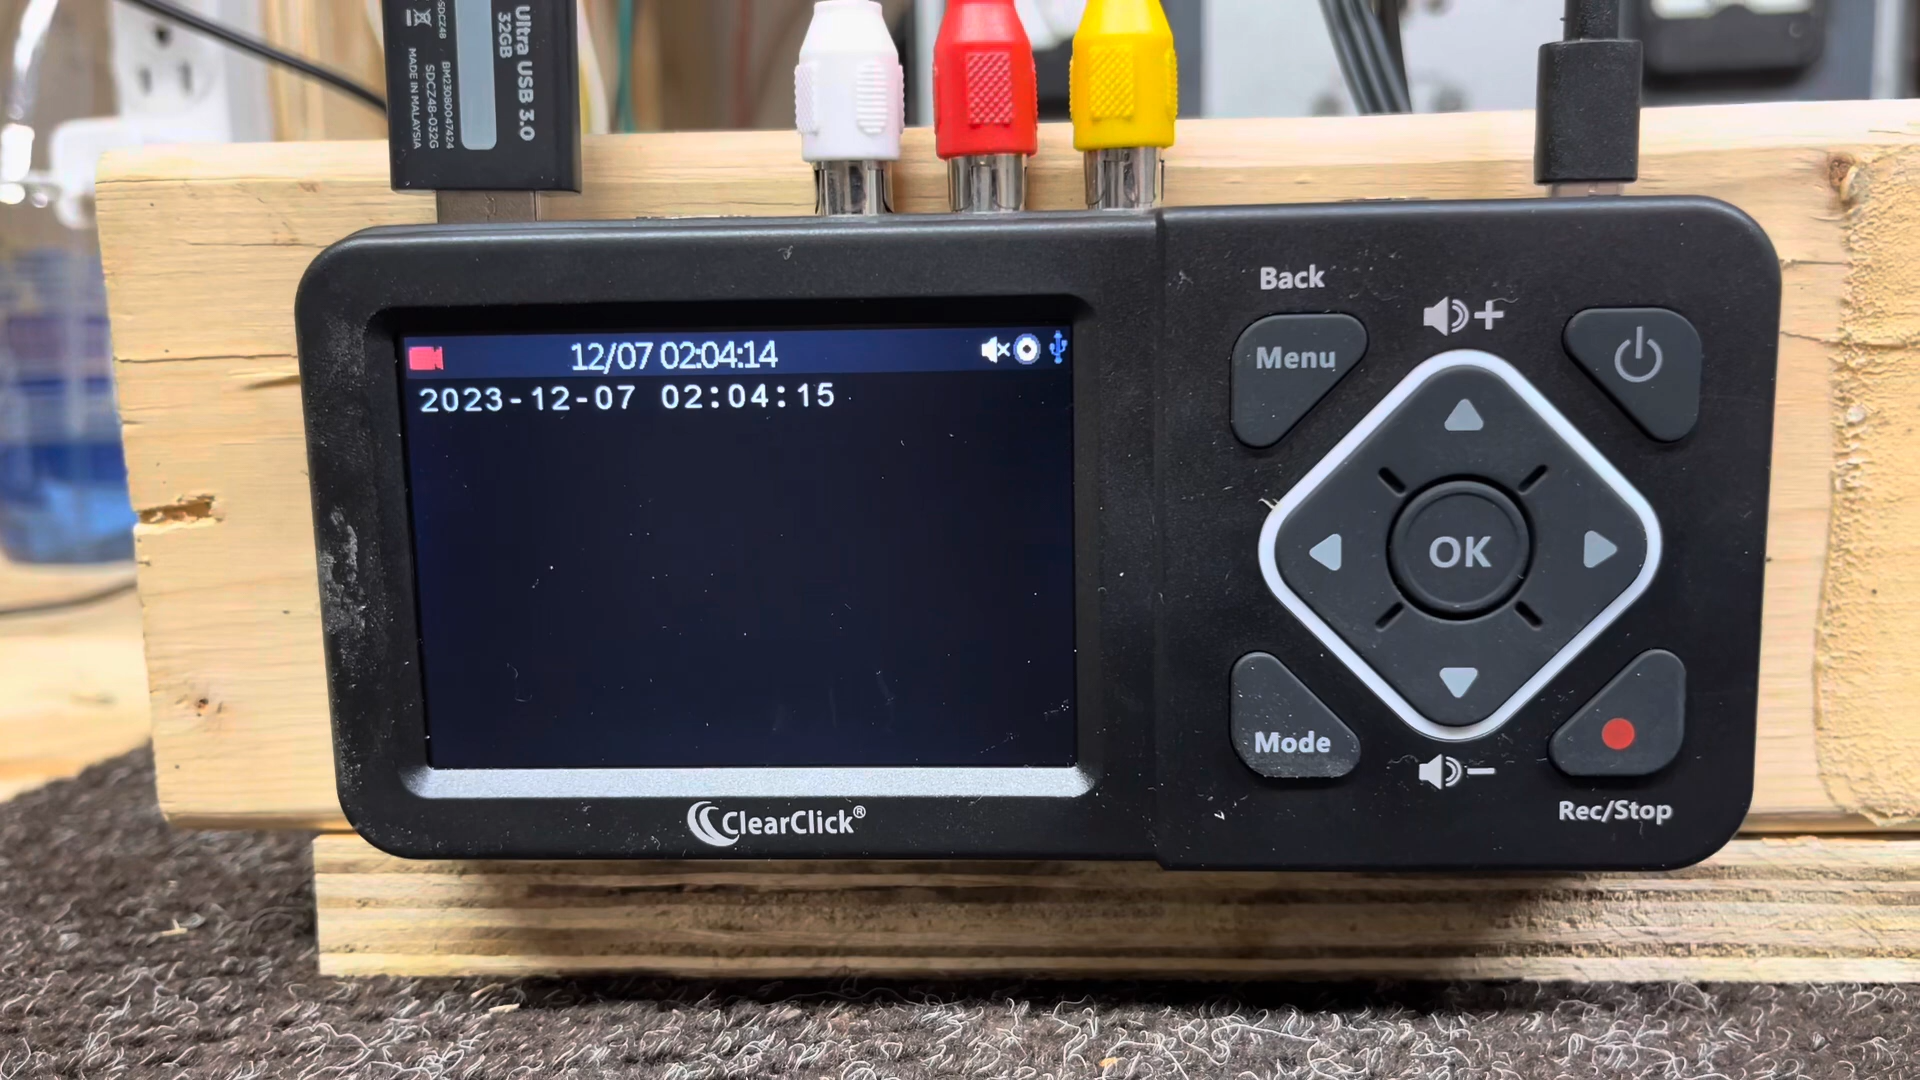 Ultra USB 3.0
32GB
SDCZ48
BM230800047424
SDCZ48-032G
MADE IN MALAYSIA
Back
Menu
12/07 02:04:14
2023-12-07 02:04:15
OK
Mode
Rec/Stop
ClearClick®